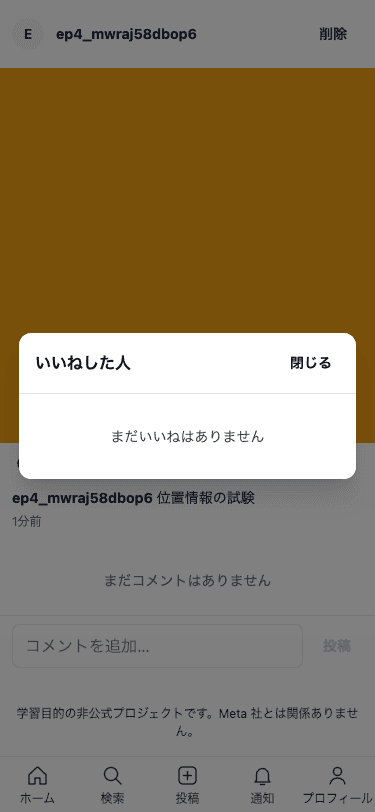 E
ep4_mwraj58dbop6
削除
いいねした人
閉じる
まだいいねはありません
ep4_mwraj58dbop6 位置情報の試験
1分前
まだコメントはありません
コメントを追加...
投稿
学習目的の非公式プロジェクトです。Meta 社とは関係ありませ
ん。
ホーム
検索
投稿
通知
プロフィール